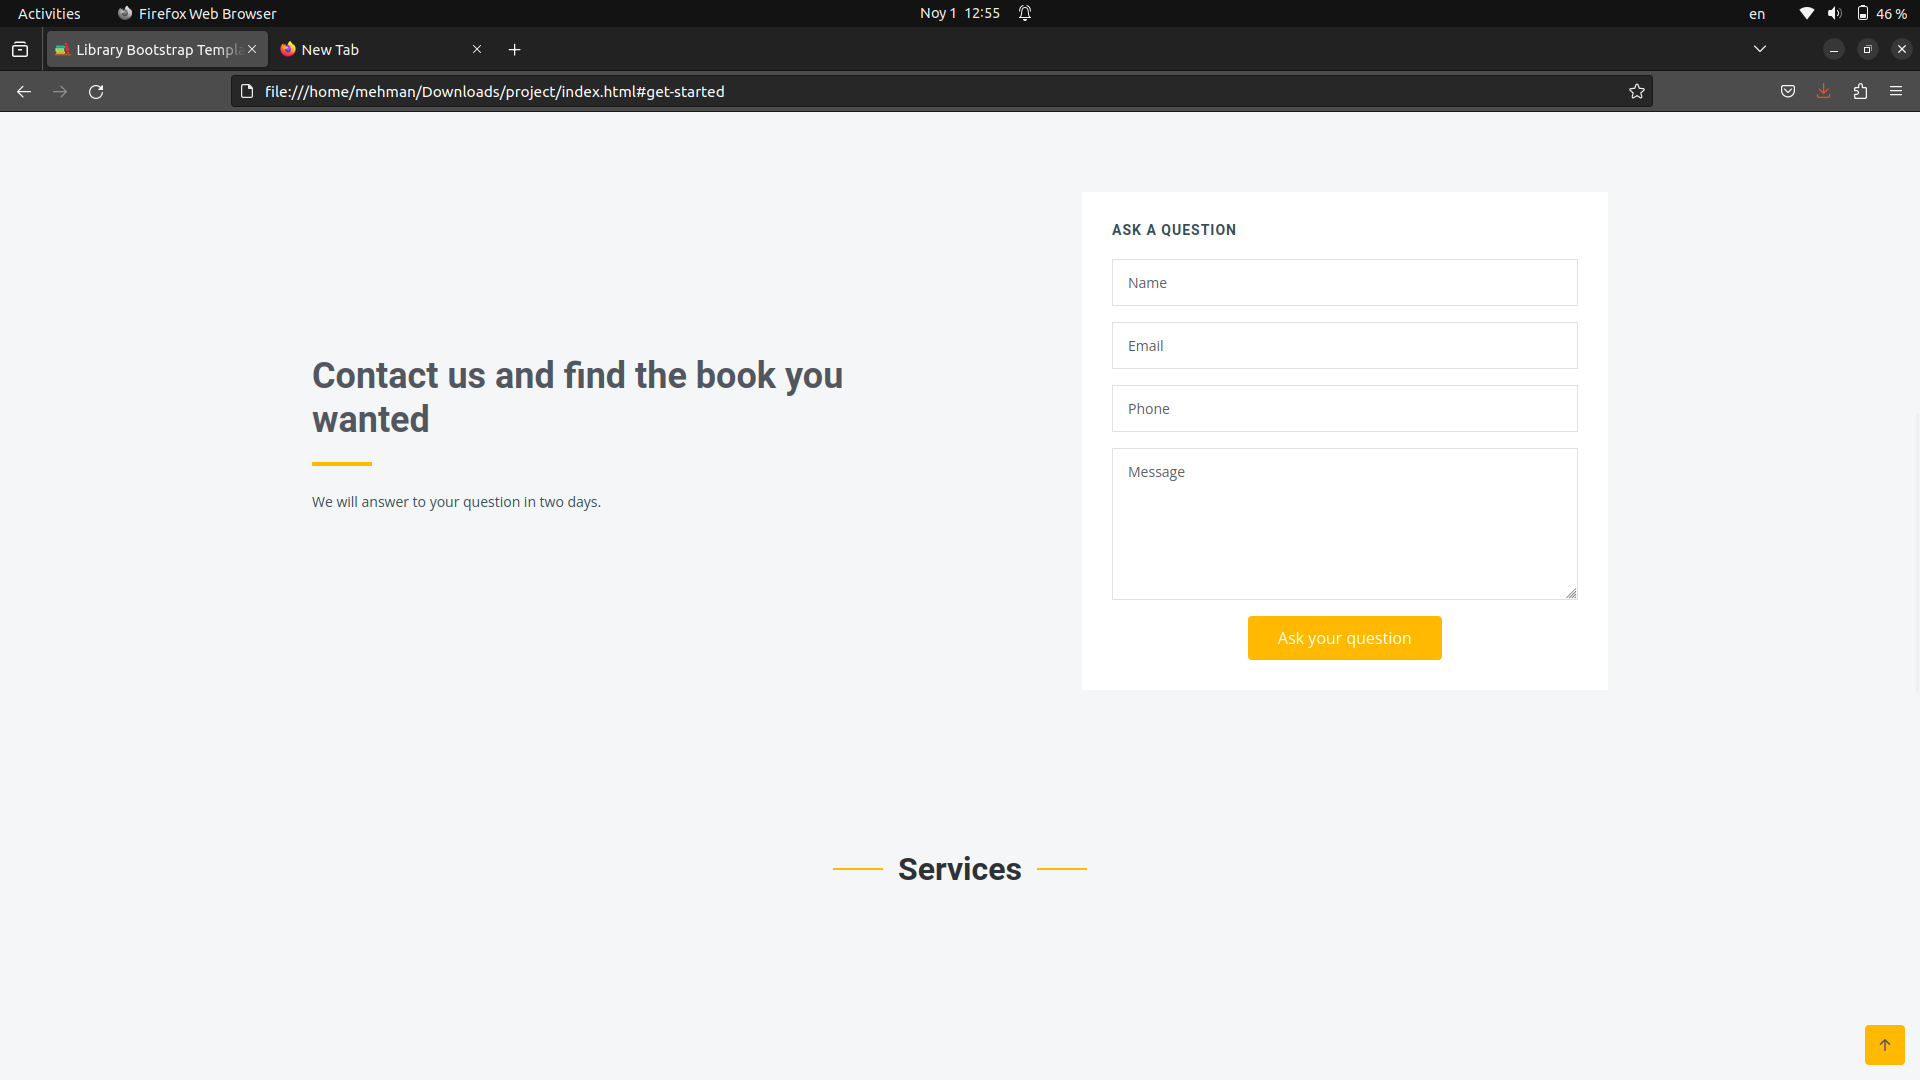 Activities
Firefox Web Browser
Noy 1 12:55
en
46 %
Library Bootstrap Templa
New Tab
file:///home/mehman/Downloads/project/index.html#get-started
ASK A QUESTION
Name
Email
Phone
Message
Ask your question
Contact us and find the book you
wanted
We will answer to your question in two days.
Services